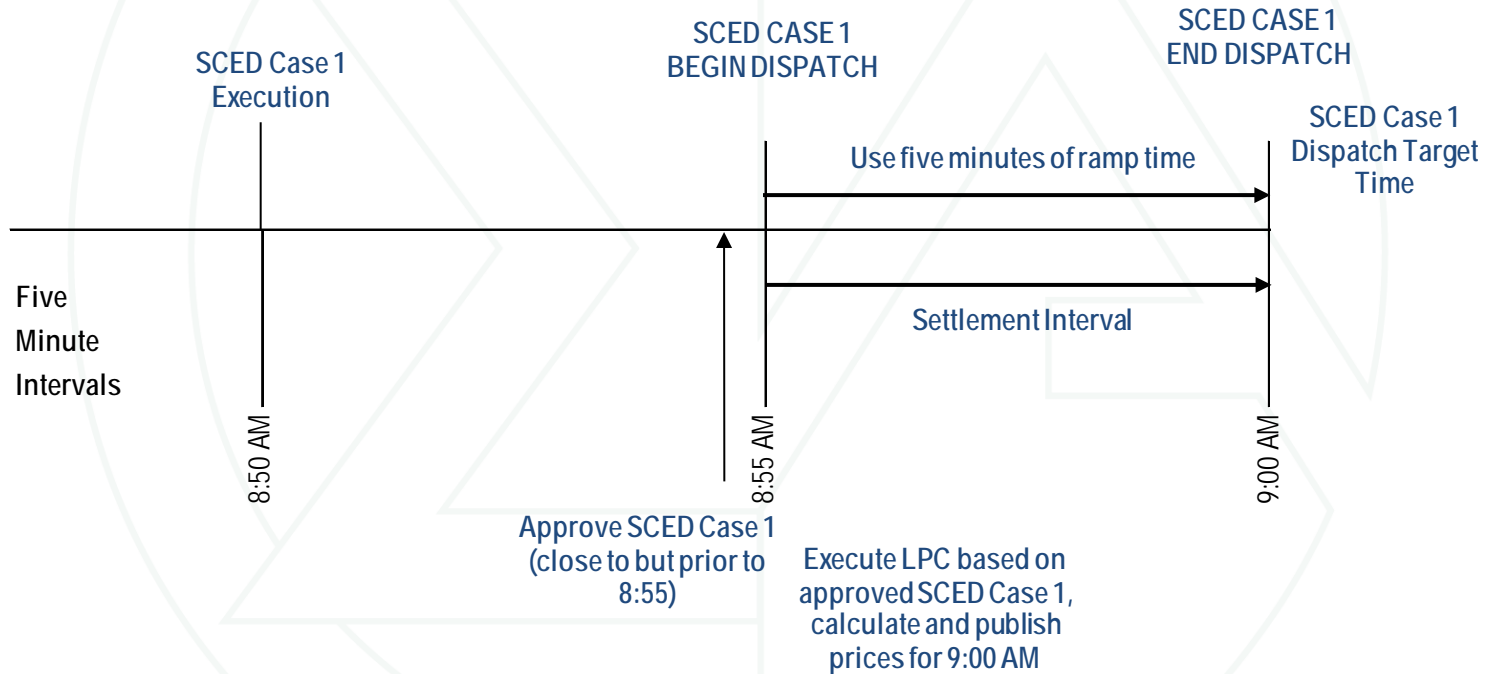 SCED Case 1
Execution
SCED CASE 1
BEGIN DISPATCH
SCED CASE 1
END DISPATCH
SCED Case 1
Dispatch Target
Time
Use five minutes of ramp time
Settlement Interval
Five
Minute
Intervals
8:50 AM
8:55 AM
9:00 AM
Approve SCED Case 1
(close to but prior to
8:55)
Execute LPC based on
approved SCED Case 1,
calculate and publish
prices for 9:00 AM